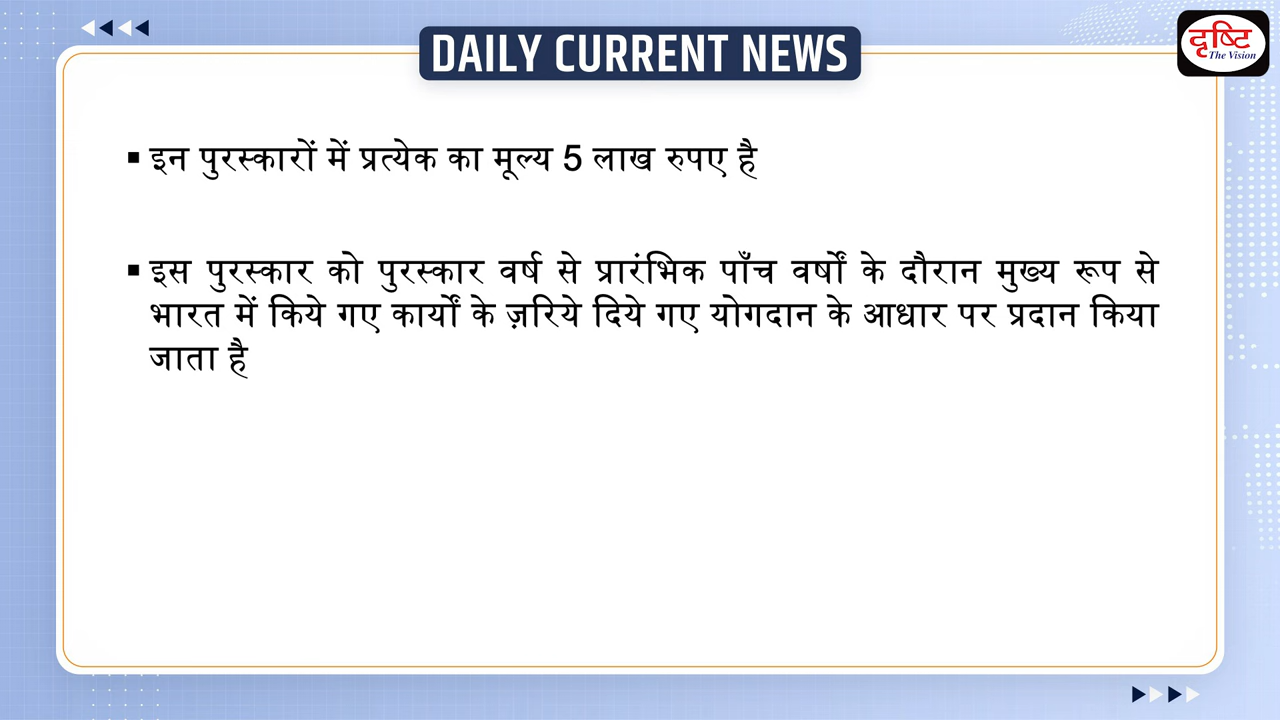 DAILY CURRENT NEWS
दृष्टि
The Vision
▪ इन पुरस्कारों में प्रत्येक का मूल्य 5 लाख रुपए है
▪ इस पुरस्कार को पुरस्कार वर्ष से प्रारंभिक पाँच वर्षों के दौरान मुख्य रूप से
भारत में किये गए कार्यों के ज़रिये दिये गए योगदान के आधार पर प्रदान किया
जाता है